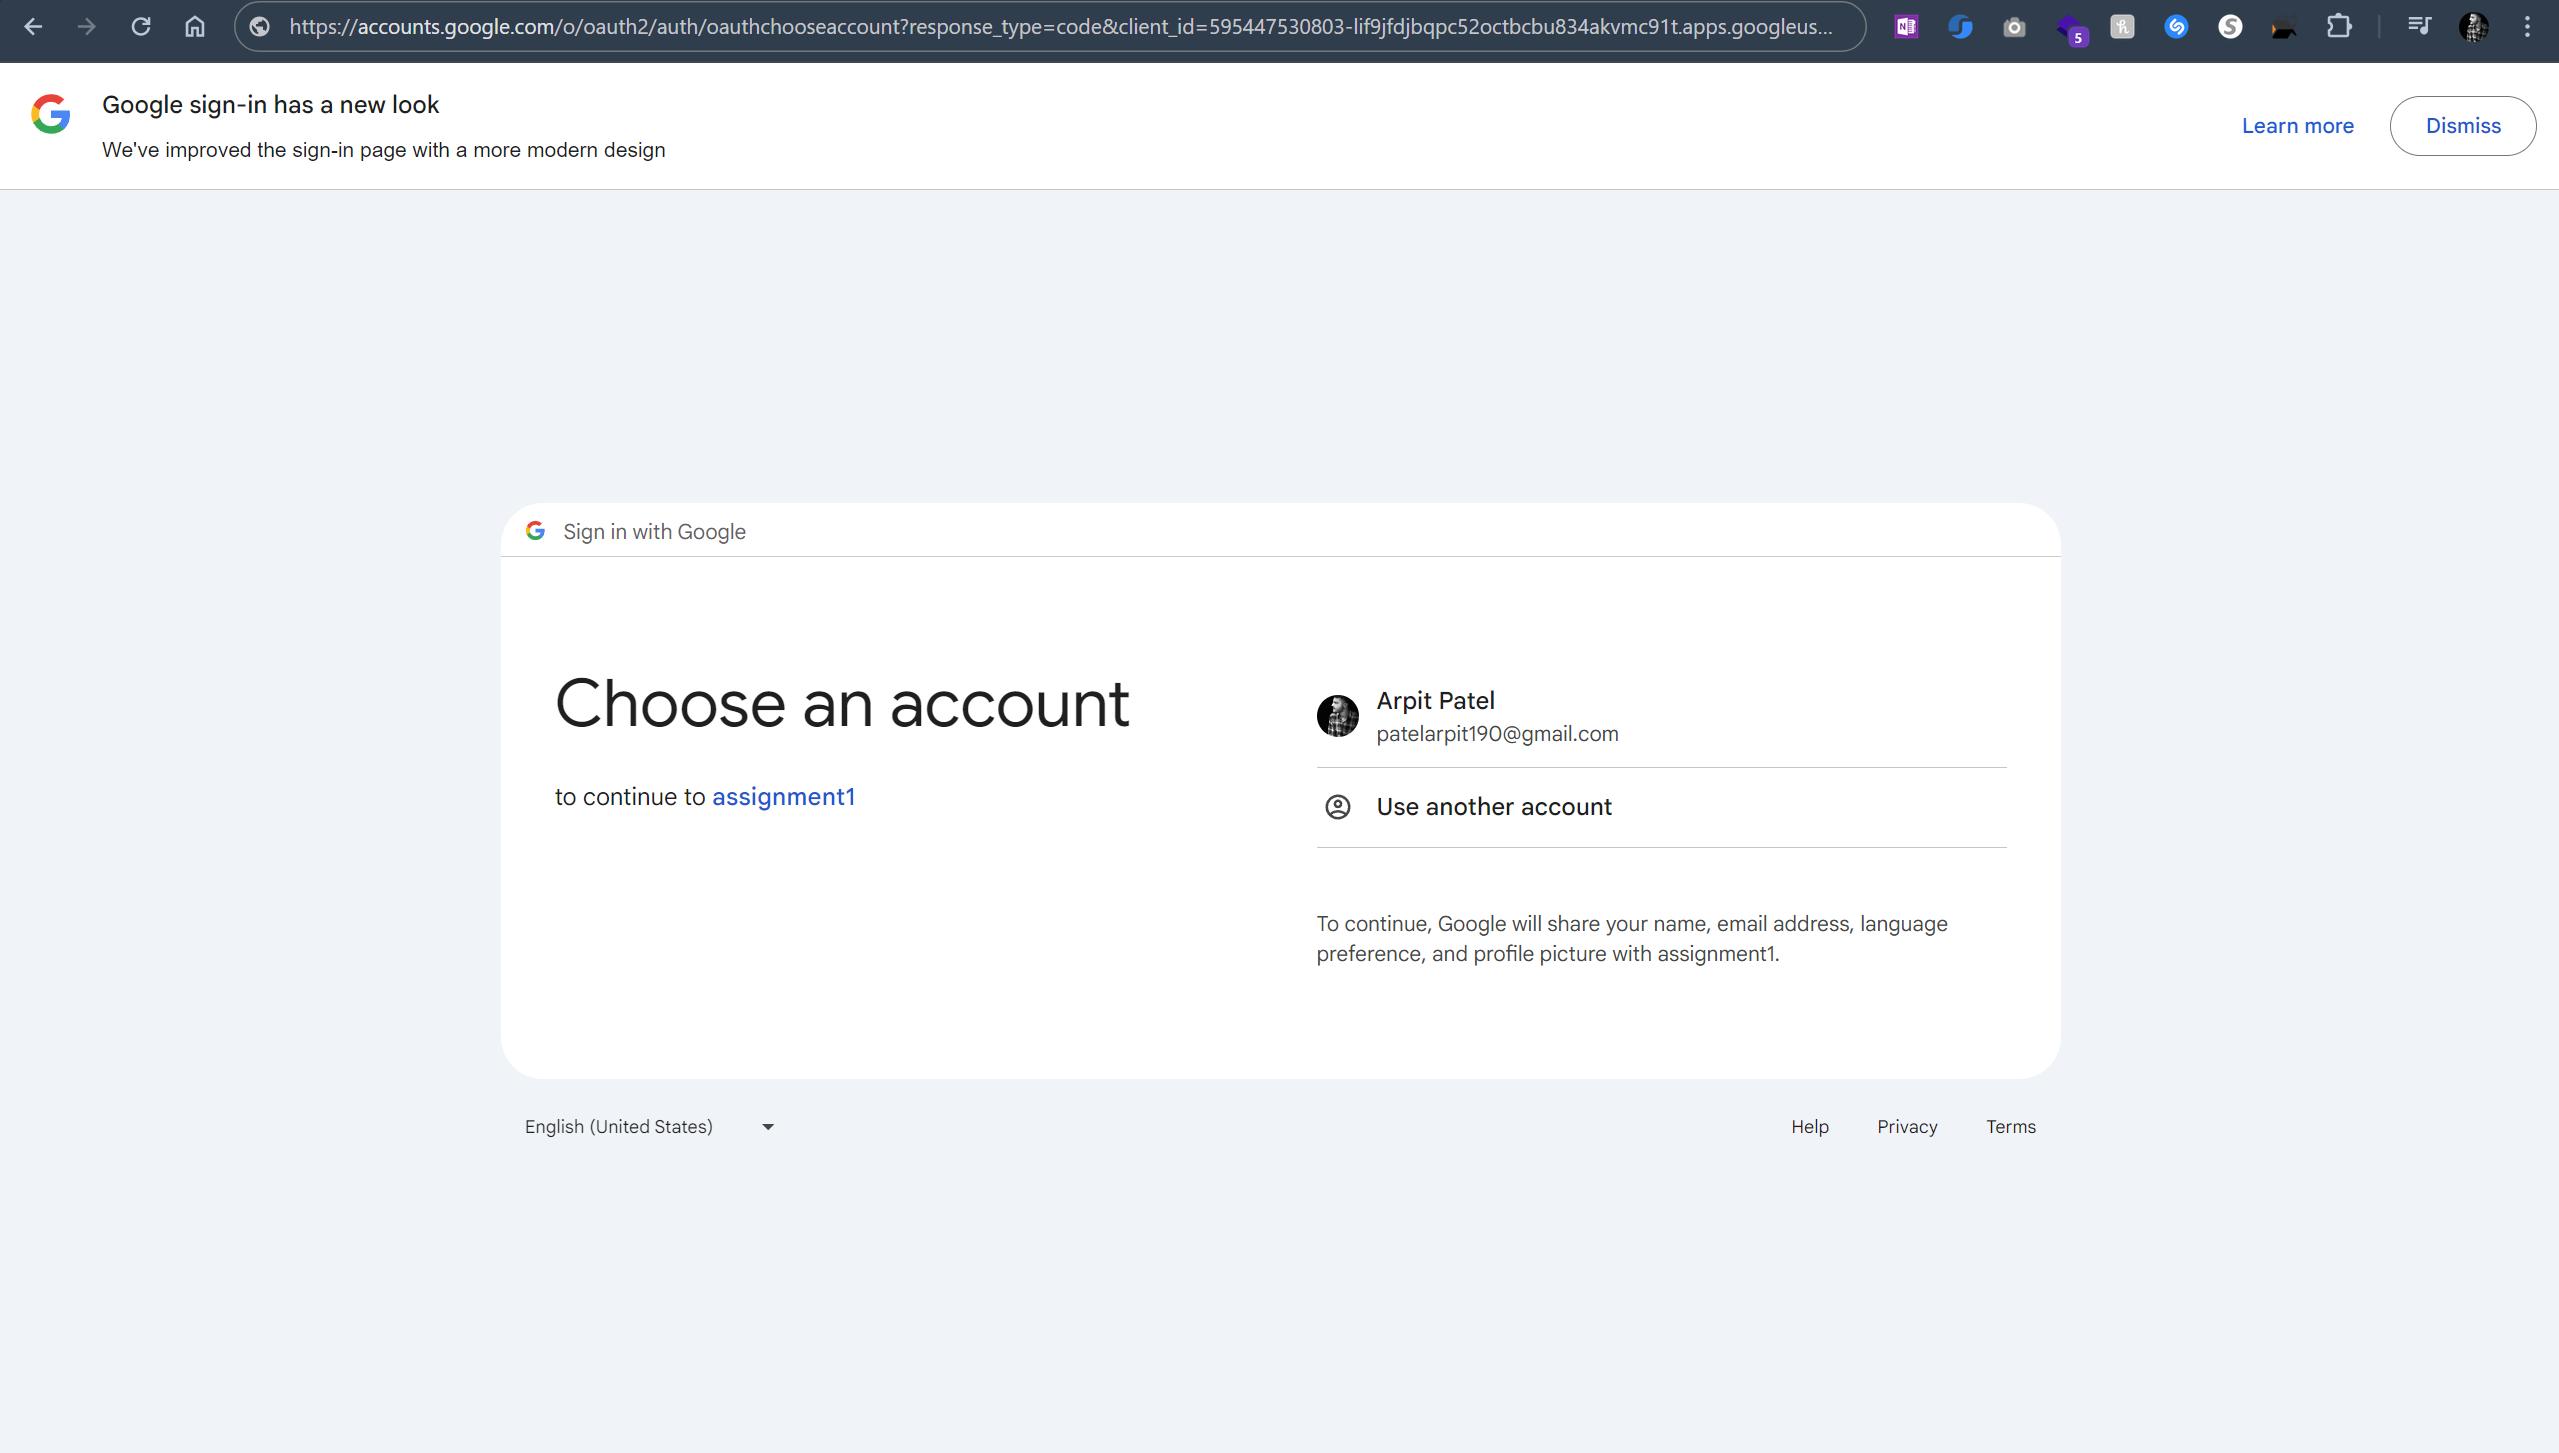 https://accounts.google.com/o/oauth2/auth/oauthchooseaccount?response_type=code&client_id=595447530803-lif9jfdjbqpc52octbcbu834akvmc91t.apps.googleus...
5
Google sign-in has a new look
We've improved the sign-in page with a more modern design
Learn more
Dismiss
Sign in with Google
Choose an account
to continue to assignment1
Arpit Patel
patelarpit190@gmail.com
Use another account
To continue, Google will share your name, email address, language
preference, and profile picture with assignment1.
English (United States)
Help
Privacy
Terms